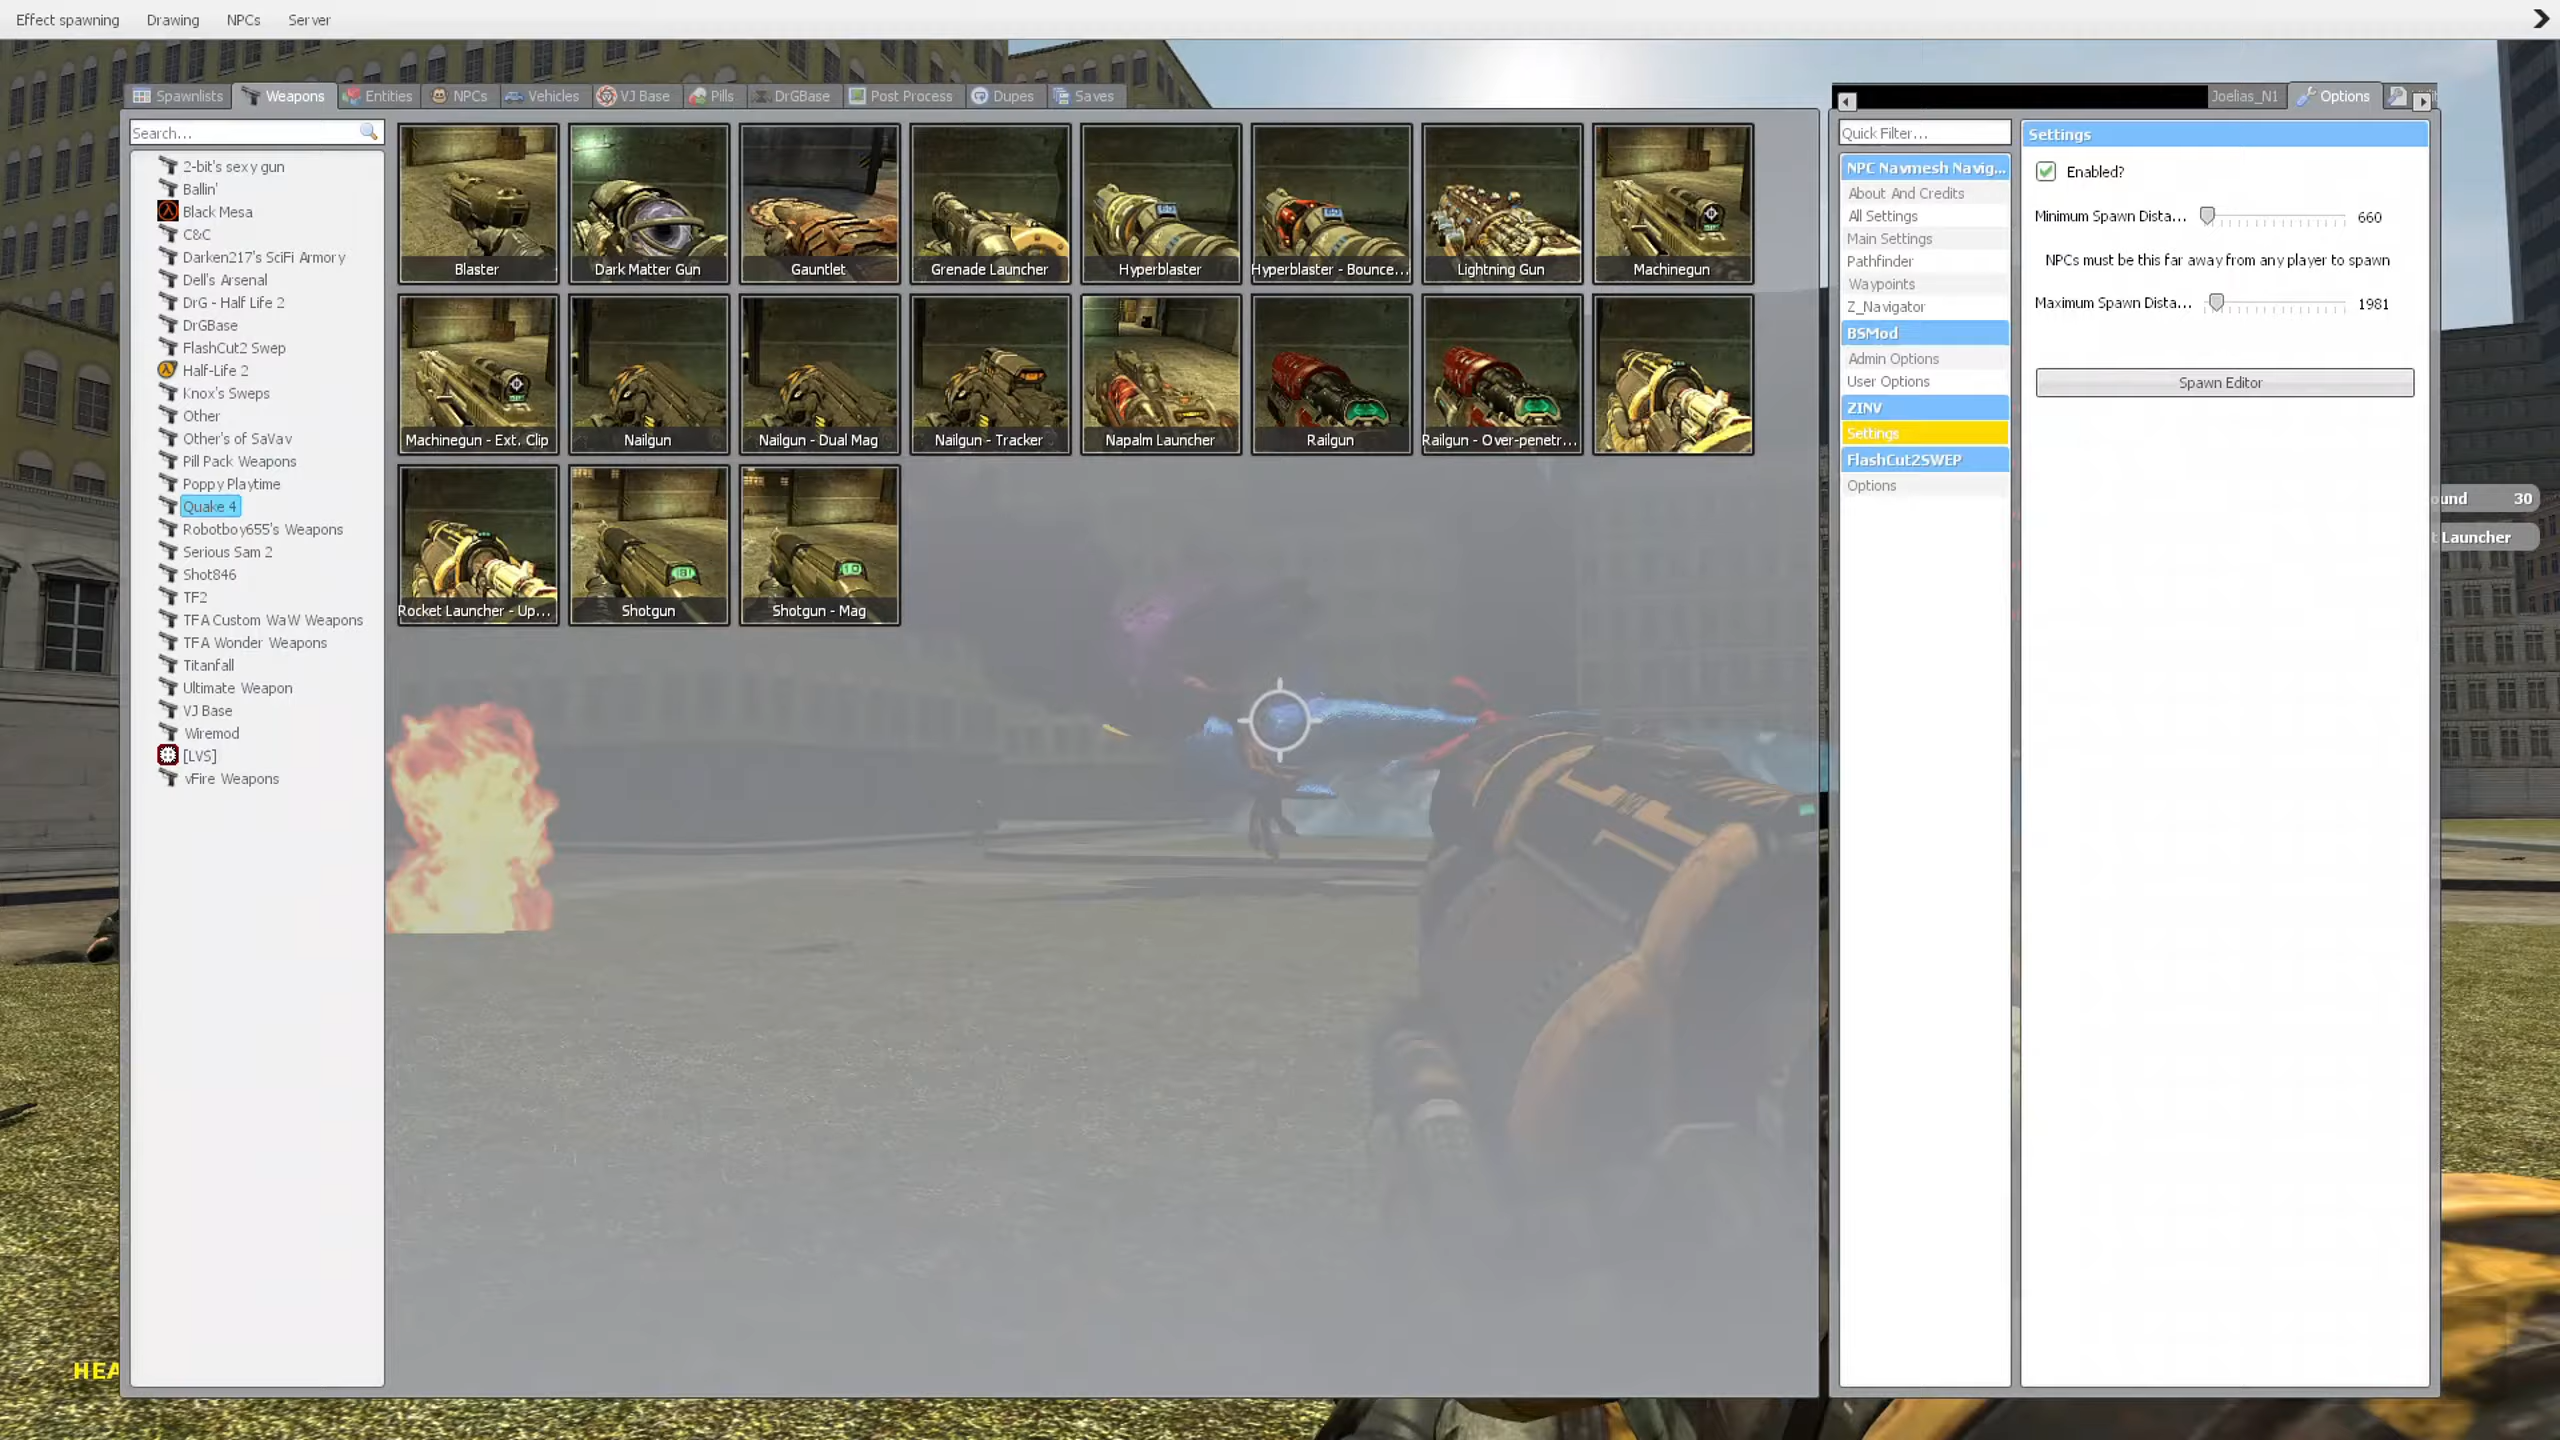 Effect spawning
Drawing
NPCs
Server
Spawnlists
Weapons
Entities
NPCs
Vehicles
VJ Base
Pills
DrGBase
Post Process
Dupes
Saves
Search...
2-bit's sexy gun
Ballin'
Black Mesa
C&C
Darken217's SciFi Armory
Dell's Arsenal
DrG - Half Life 2
DrGBase
FlashCut2 Swep
Half-Life 2
Knox's Sweps
Other
Other's of SaVav
Pill Pack Weapons
Poppy Playtime
Quake 4
Robotboy655's Weapons
Serious Sam 2
Shot846
TF2
TFA Custom WaW Weapons
TFA Wonder Weapons
Titanfall
Ultimate Weapon
VJ Base
Wiremod
[LVS]
vFire Weapons
Blaster
Dark Matter Gun
Gauntlet
Grenade Launcher
Hyperblaster
Hyperblaster - Bounce...
Lightning Gun
Machinegun
Machinegun - Ext. Clip
Nailgun
Nailgun - Dual Mag
Nailgun - Tracker
Napalm Launcher
Railgun
Railgun - Over-penetr...
Rocket Launcher - Up...
Shotgun
Shotgun - Mag
Joelias_N1
Options
Quick Filter...
NPC Navmesh Navig...
About And Credits
All Settings
Main Settings
Pathfinder
Waypoints
Z_Navigator
BSMod
Admin Options
User Options
ZINV
Settings
FlashCut2SWEP
Options
Settings
Enabled?
Minimum Spawn Dista... 660
NPCs must be this far away from any player to spawn
Maximum Spawn Dista... 1981
Spawn Editor
ound 30
t Launcher
HEA